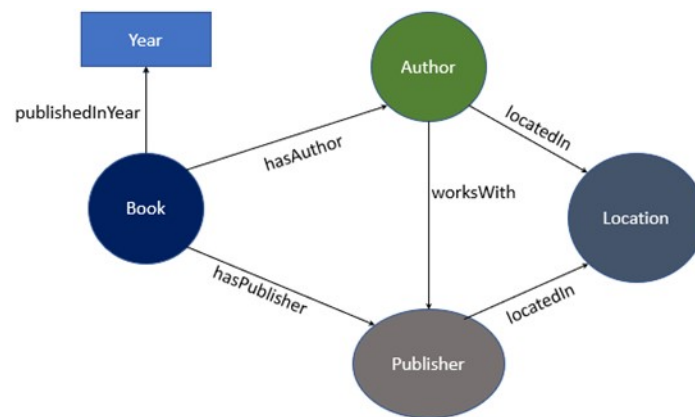 Year
Author
publishedInYear
locatedIn
hasAuthor
worksWith
Book
Location
hasPublisher
locatedIn
Publisher